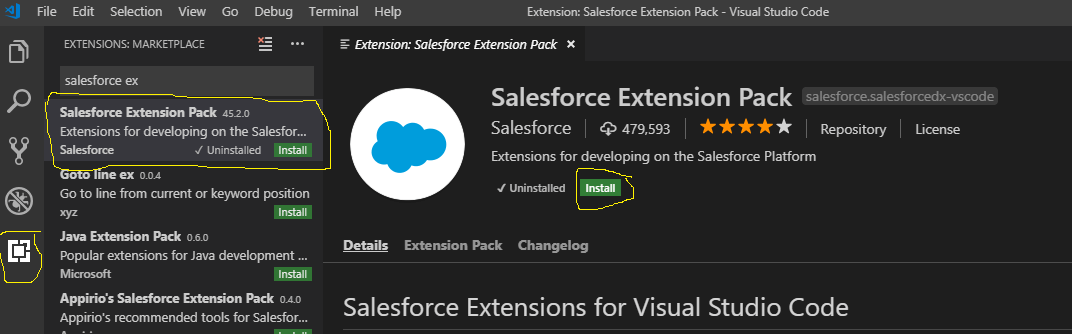 File Edit Selection View Go Debug Terminal Help Extension: Salesforce Extension Pack - Visual Studio Code
EXTENSIONS: MARKETPLACE
salesforce ex
Salesforce Extension Pack 45.2.0
Extensions for developing on the Salesfor...
Salesforce ✓ Uninstalled Install
Goto line ex 0.0.4
Go to line from current or keyword position
xyz Install
Java Extension Pack 0.6.0
Popular extensions for Java development ...
Microsoft Install
Appirio's Salesforce Extension Pack 0.4.0
Appirio's recommended tools for Salesfor...
Extension: Salesforce Extension Pack
Salesforce Extension Pack salesforce.salesforcedx-vscode
Salesforce 479,593 Repository License
Extensions for developing on the Salesforce Platform
✓ Uninstalled Install
Details Extension Pack Changelog
Salesforce Extensions for Visual Studio Code